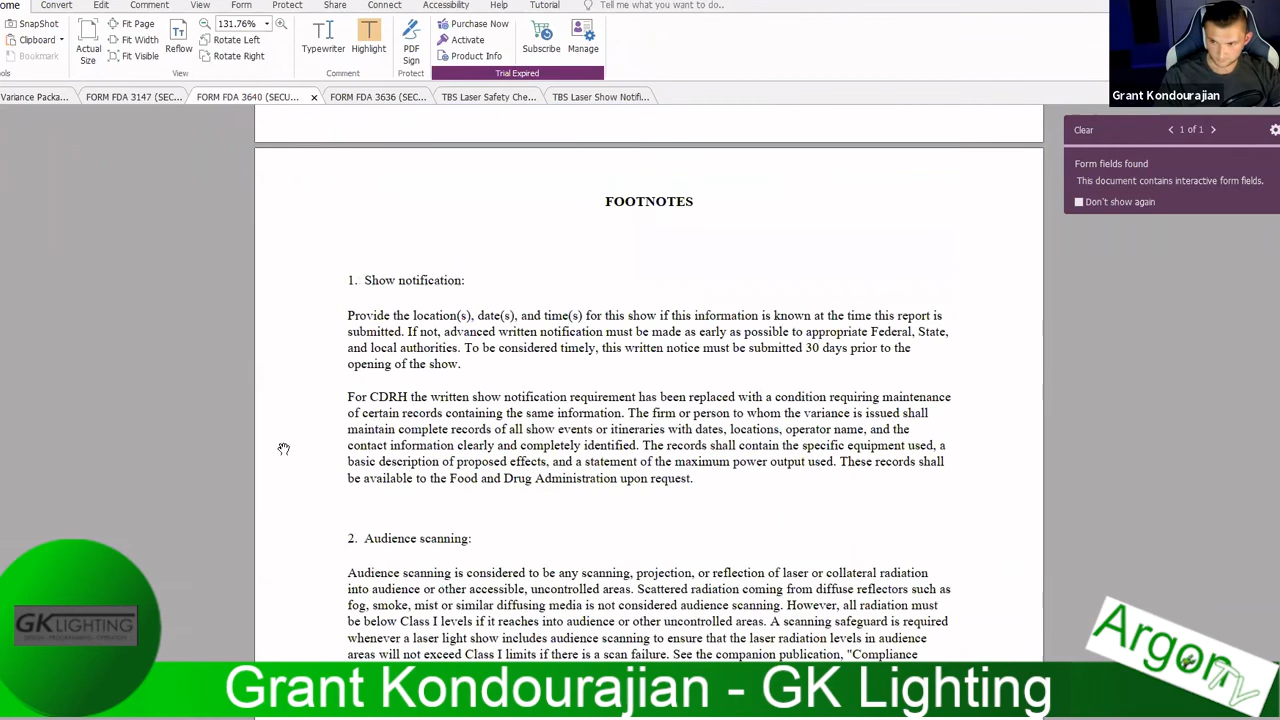 ome Convert Edit Comment View Form Protect Share Connect Accessibility Help Tutorial Tell me what you want to do...
SnapShot
Clipboard
Bookmark
ols
Actual Size
Fit Page
Fit Width
Fit Visible
Reflow
131.76%
Rotate Left
Rotate Right
View
Typewriter
Highlight
Comment
PDF Sign
Protect
Purchase Now
Activate
Product Info
Subscribe
Manage
Trial Expired
Grant Kondourajian
Variance Packa...
FORM FDA 3147 (SEC...
FORM FDA 3640 (SECU...
FORM FDA 3636 (SEC...
TBS Laser Safety Che...
TBS Laser Show Notifi...
Clear
1 of 1
Form fields found
This document contains interactive form fields.
Don't show again
FOOTNOTES
1. Show notification:
Provide the location(s), date(s), and time(s) for this show if this information is known at the time this report is
submitted. If not, advanced written notification must be made as early as possible to appropriate Federal, State,
and local authorities. To be considered timely, this written notice must be submitted 30 days prior to the
opening of the show.
For CDRH the written show notification requirement has been replaced with a condition requiring maintenance
of certain records containing the same information. The firm or person to whom the variance is issued shall
maintain complete records of all show events or itineraries with dates, locations, operator name, and the
contact information clearly and completely identified. The records shall contain the specific equipment used, a
basic description of proposed effects, and a statement of the maximum power output used. These records shall
be available to the Food and Drug Administration upon request.
2. Audience scanning:
Audience scanning is considered to be any scanning, projection, or reflection of laser or collateral radiation
into audience or other accessible, uncontrolled areas. Scattered radiation coming from diffuse reflectors such as
fog, smoke, mist or similar diffusing media is not considered audience scanning. However, all radiation must
be below Class I levels if it reaches into audience or other uncontrolled areas. A scanning safeguard is required
whenever a laser light show includes audience scanning to ensure that the laser radiation levels in audience
areas will not exceed Class I limits if there is a scan failure. See the companion publication, "Compliance
GK LIGHTING
DESIGN · PROGRAMMING · OPERATION
Argon TV
Grant Kondourajian - GK Lighting